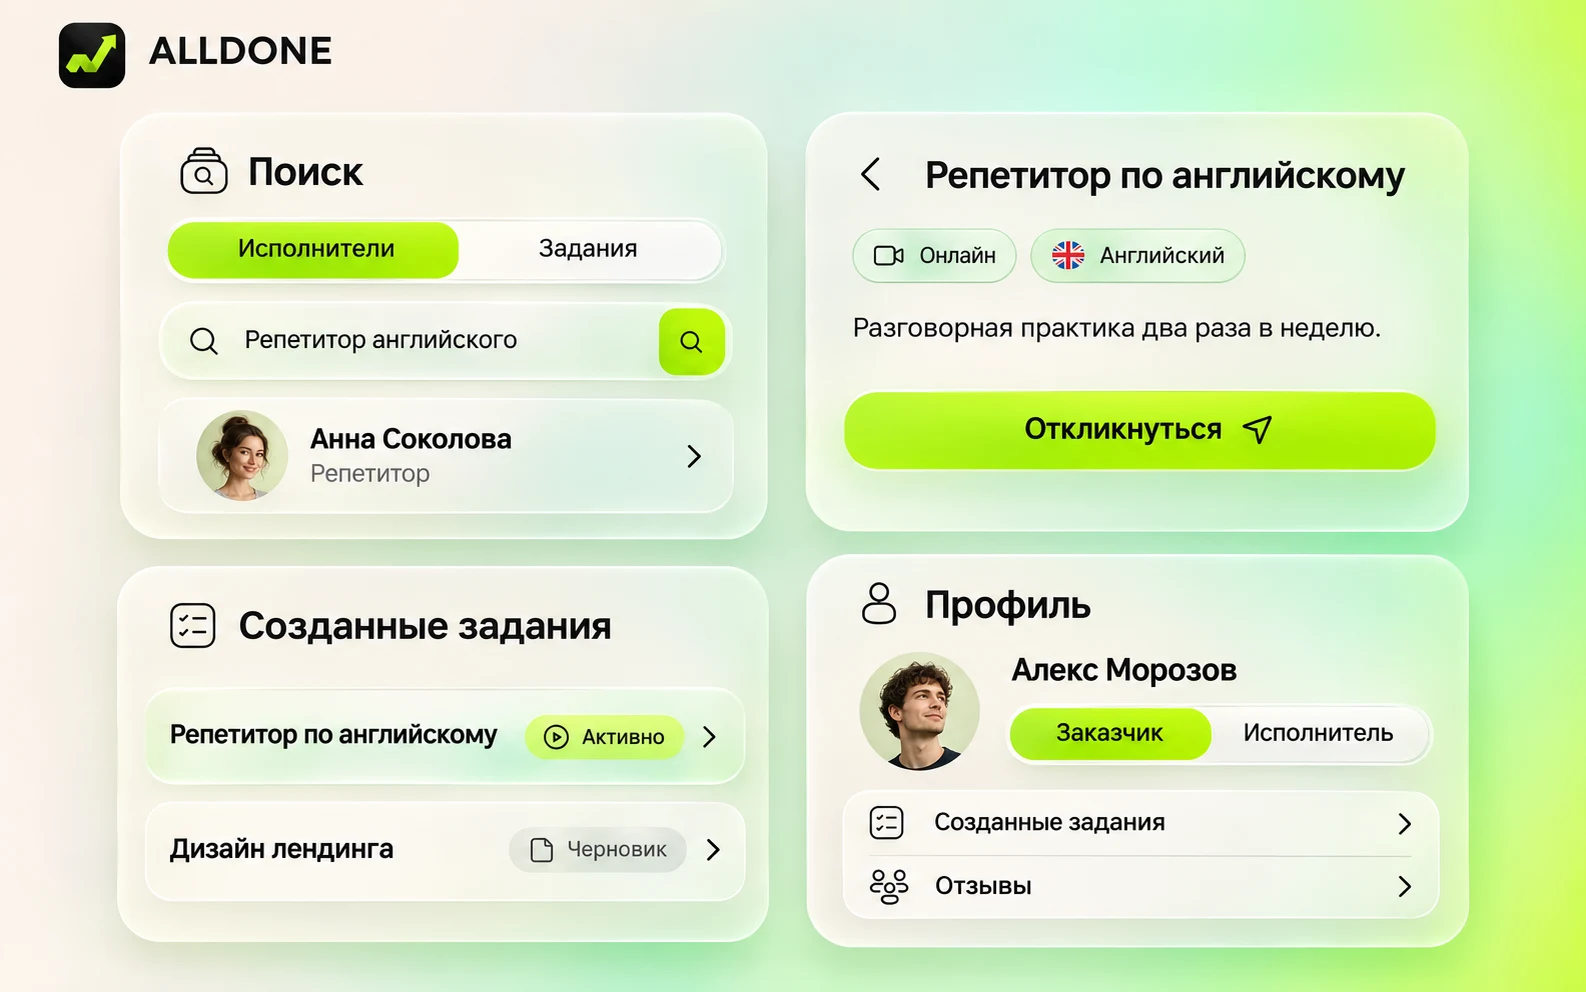 ALLDONE
Поиск
Исполнители
Задания
Репетитор английского
Анна Соколова
Репетитор
Репетитор по английскому
Онлайн
Английский
Разговорная практика два раза в неделю.
Откликнуться
Созданные задания
Репетитор по английскому
Активно
Дизайн лендинга
Черновик
Профиль
Алекс Морозов
Заказчик
Исполнитель
Созданные задания
Отзывы